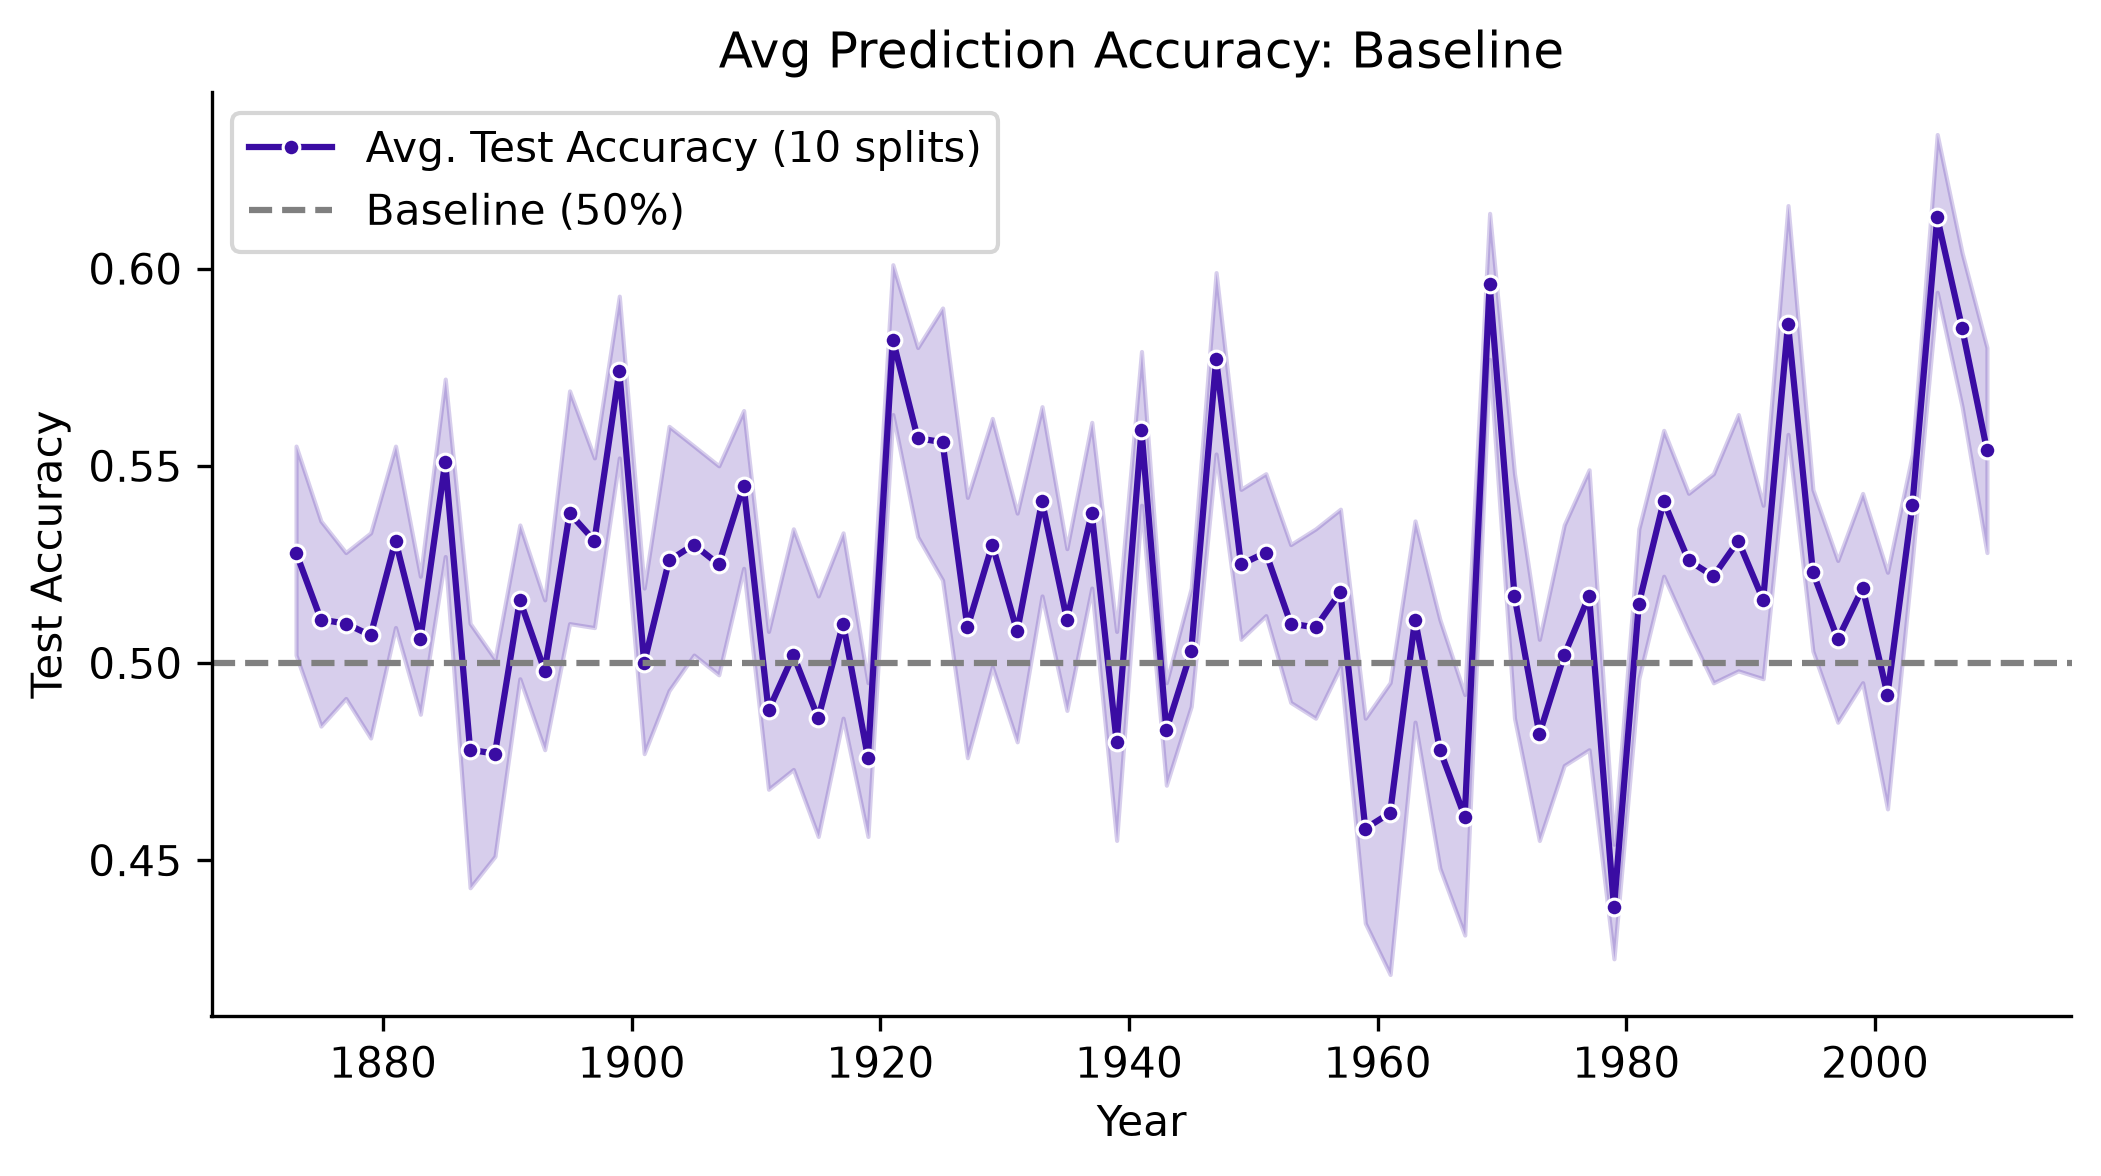 Avg Prediction Accuracy: Baseline
Avg. Test Accuracy (10 splits)
Baseline (50%)
Test Accuracy
0.60
0.55
0.50
0.45
1880 1900 1920 1940 1960 1980 2000
Year